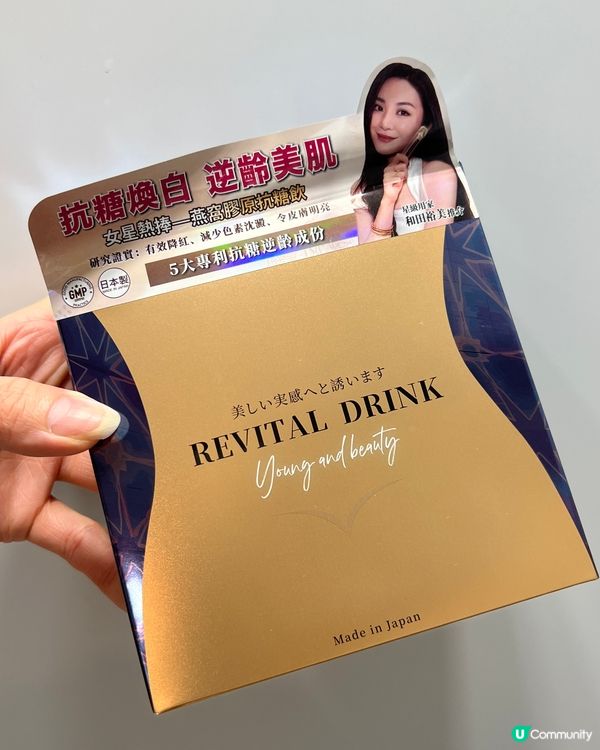 抗糖煥白 逆齡美肌
女星熱捧—燕窩膠原抗糖飲
研究證實：有效降紅、減少色素沈澱、令皮膚明亮
5大專利抗糖逆齡成份
GMP
日本製
MADE IN JAPAN
星級用家
和田裕美推介
美しい実感へと誘います
REVITAL DRINK
Young and beauty
Made in Japan
U Community